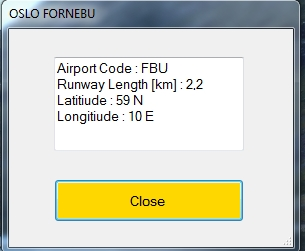 OSLO FORNEBU
Airport Code : FBU
Runway Length [km] : 2,2
Latitiude : 59 N
Longitiude : 10 E
Close